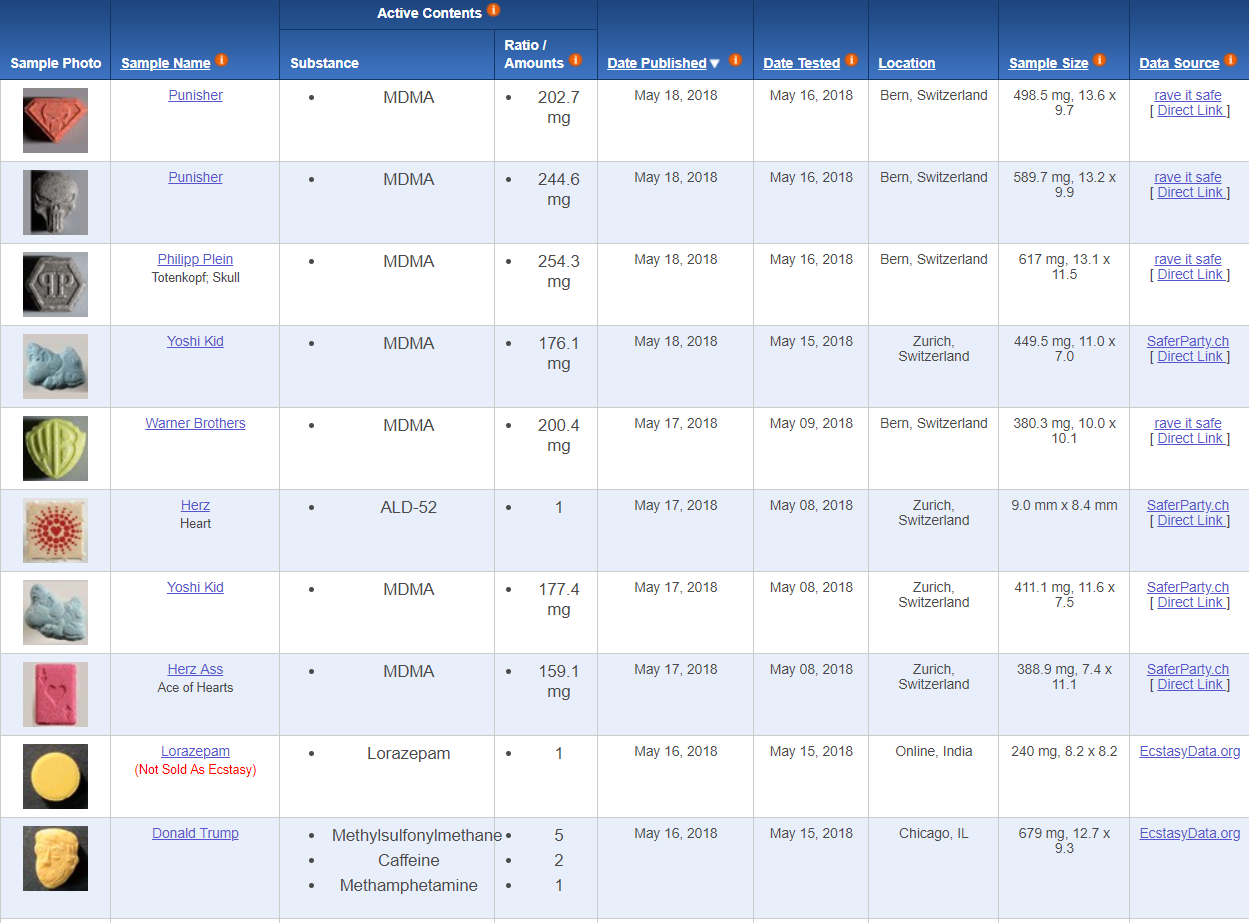 Active Contents
Sample Photo Sample Name Substance Ratio / Amounts Date Published ▼ Date Tested Location Sample Size Data Source
Punisher • MDMA • 202.7 mg May 18, 2018 May 16, 2018 Bern, Switzerland 498.5 mg, 13.6 x 9.7 rave it safe [ Direct Link ]
Punisher • MDMA • 244.6 mg May 18, 2018 May 16, 2018 Bern, Switzerland 589.7 mg, 13.2 x 9.9 rave it safe [ Direct Link ]
Philipp Plein Totenkopf; Skull • MDMA • 254.3 mg May 18, 2018 May 16, 2018 Bern, Switzerland 617 mg, 13.1 x 11.5 rave it safe [ Direct Link ]
Yoshi Kid • MDMA • 176.1 mg May 18, 2018 May 15, 2018 Zurich, Switzerland 449.5 mg, 11.0 x 7.0 SaferParty.ch [ Direct Link ]
Warner Brothers • MDMA • 200.4 mg May 17, 2018 May 09, 2018 Bern, Switzerland 380.3 mg, 10.0 x 10.1 rave it safe [ Direct Link ]
Herz Heart • ALD-52 • 1 May 17, 2018 May 08, 2018 Zurich, Switzerland 9.0 mm x 8.4 mm SaferParty.ch [ Direct Link ]
Yoshi Kid • MDMA • 177.4 mg May 17, 2018 May 08, 2018 Zurich, Switzerland 411.1 mg, 11.6 x 7.5 SaferParty.ch [ Direct Link ]
Herz Ass Ace of Hearts • MDMA • 159.1 mg May 17, 2018 May 08, 2018 Zurich, Switzerland 388.9 mg, 7.4 x 11.1 SaferParty.ch [ Direct Link ]
Lorazepam (Not Sold As Ecstasy) • Lorazepam • 1 May 16, 2018 May 15, 2018 Online, India 240 mg, 8.2 x 8.2 EcstasyData.org
Donald Trump • Methylsulfonylmethane • 5 May 16, 2018 May 15, 2018 Chicago, IL 679 mg, 12.7 x 9.3 EcstasyData.org
• Caffeine • 2
• Methamphetamine • 1